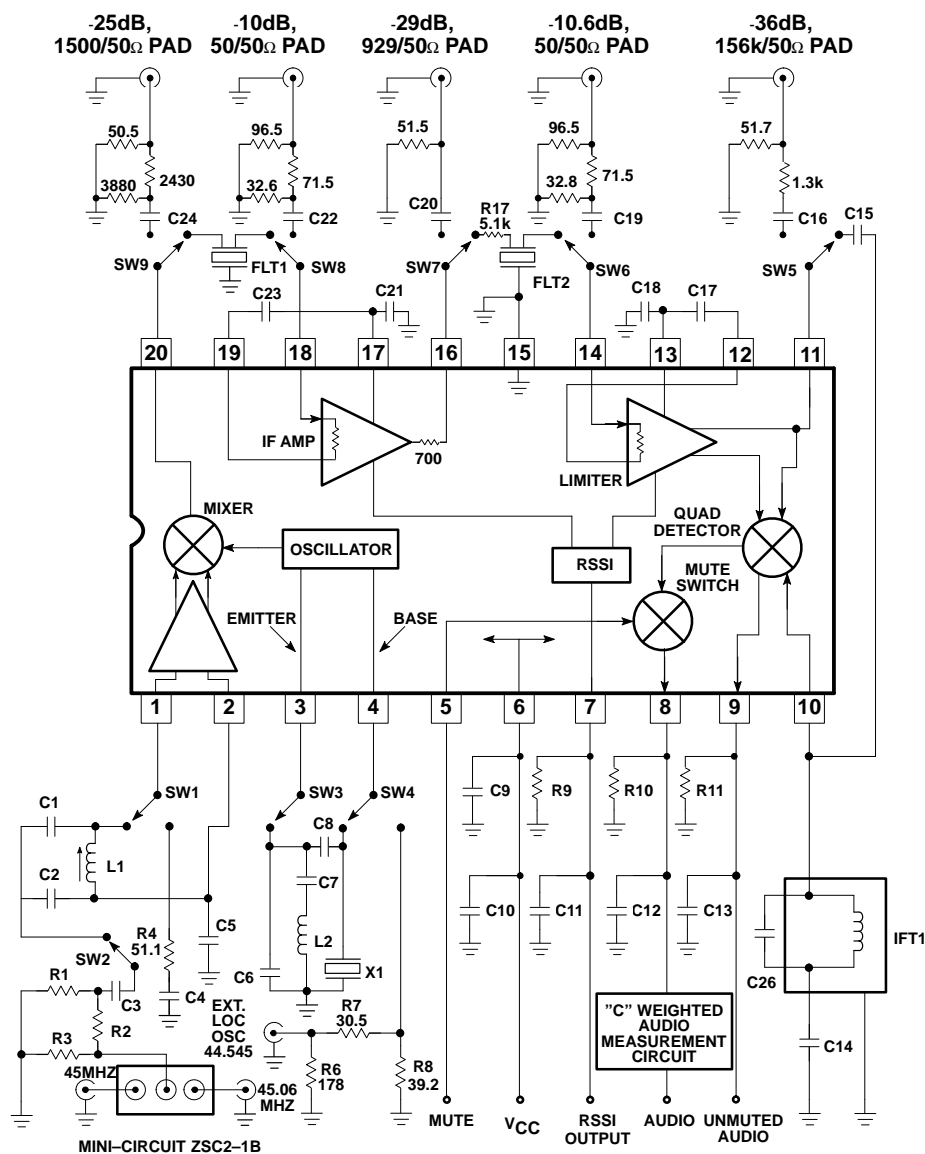 -25dB,
1500/50Ω PAD
-10dB,
50/50Ω PAD
-29dB,
929/50Ω PAD
-10.6dB,
50/50Ω PAD
-36dB,
156k/50Ω PAD
50.5
2430
3880
C24
96.5
71.5
32.6
C22
51.5
C20
R17
5.1k
96.5
71.5
32.8
C19
51.7
1.3k
C16
C15
SW9
FLT1
SW8
SW7
FLT2
SW6
SW5
C23
C21
C18
C17
20
19
18
17
16
15
14
13
12
11
IF AMP
700
LIMITER
MIXER
OSCILLATOR
RSSI
QUAD
DETECTOR
MUTE
SWITCH
EMITTER
BASE
1
2
3
4
5
6
7
8
9
10
SW1
SW3
SW4
C1
L1
C2
C5
R4
51.1
C4
SW2
C3
R1
R2
R3
C8
C7
L2
C6
X1
EXT.
LOC
OSC
44.545
R7
30.5
R6
178
R8
39.2
45MHZ
45.06
MHZ
MINI–CIRCUIT ZSC2–1B
C9
R9
R10
R11
C10
C11
C12
C13
"C" WEIGHTED
AUDIO
MEASUREMENT
CIRCUIT
C26
IFT1
C14
MUTE
VCC
RSSI
OUTPUT
AUDIO
UNMUTED
AUDIO